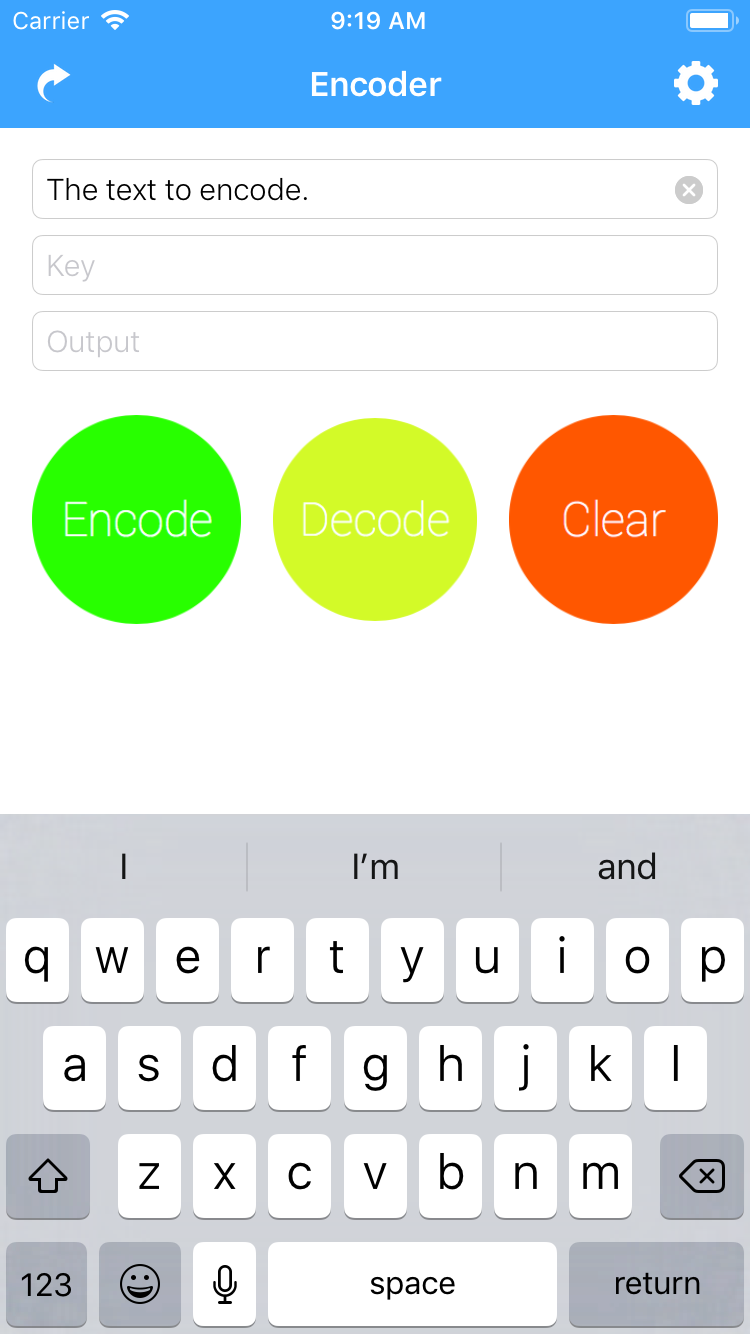 Carrier 9:19 AM
Encoder
The text to encode.
Key
Output
Encode Decode Clear
I I’m and
q w e r t y u i o p
a s d f g h j k l
z x c v b n m
123 space return